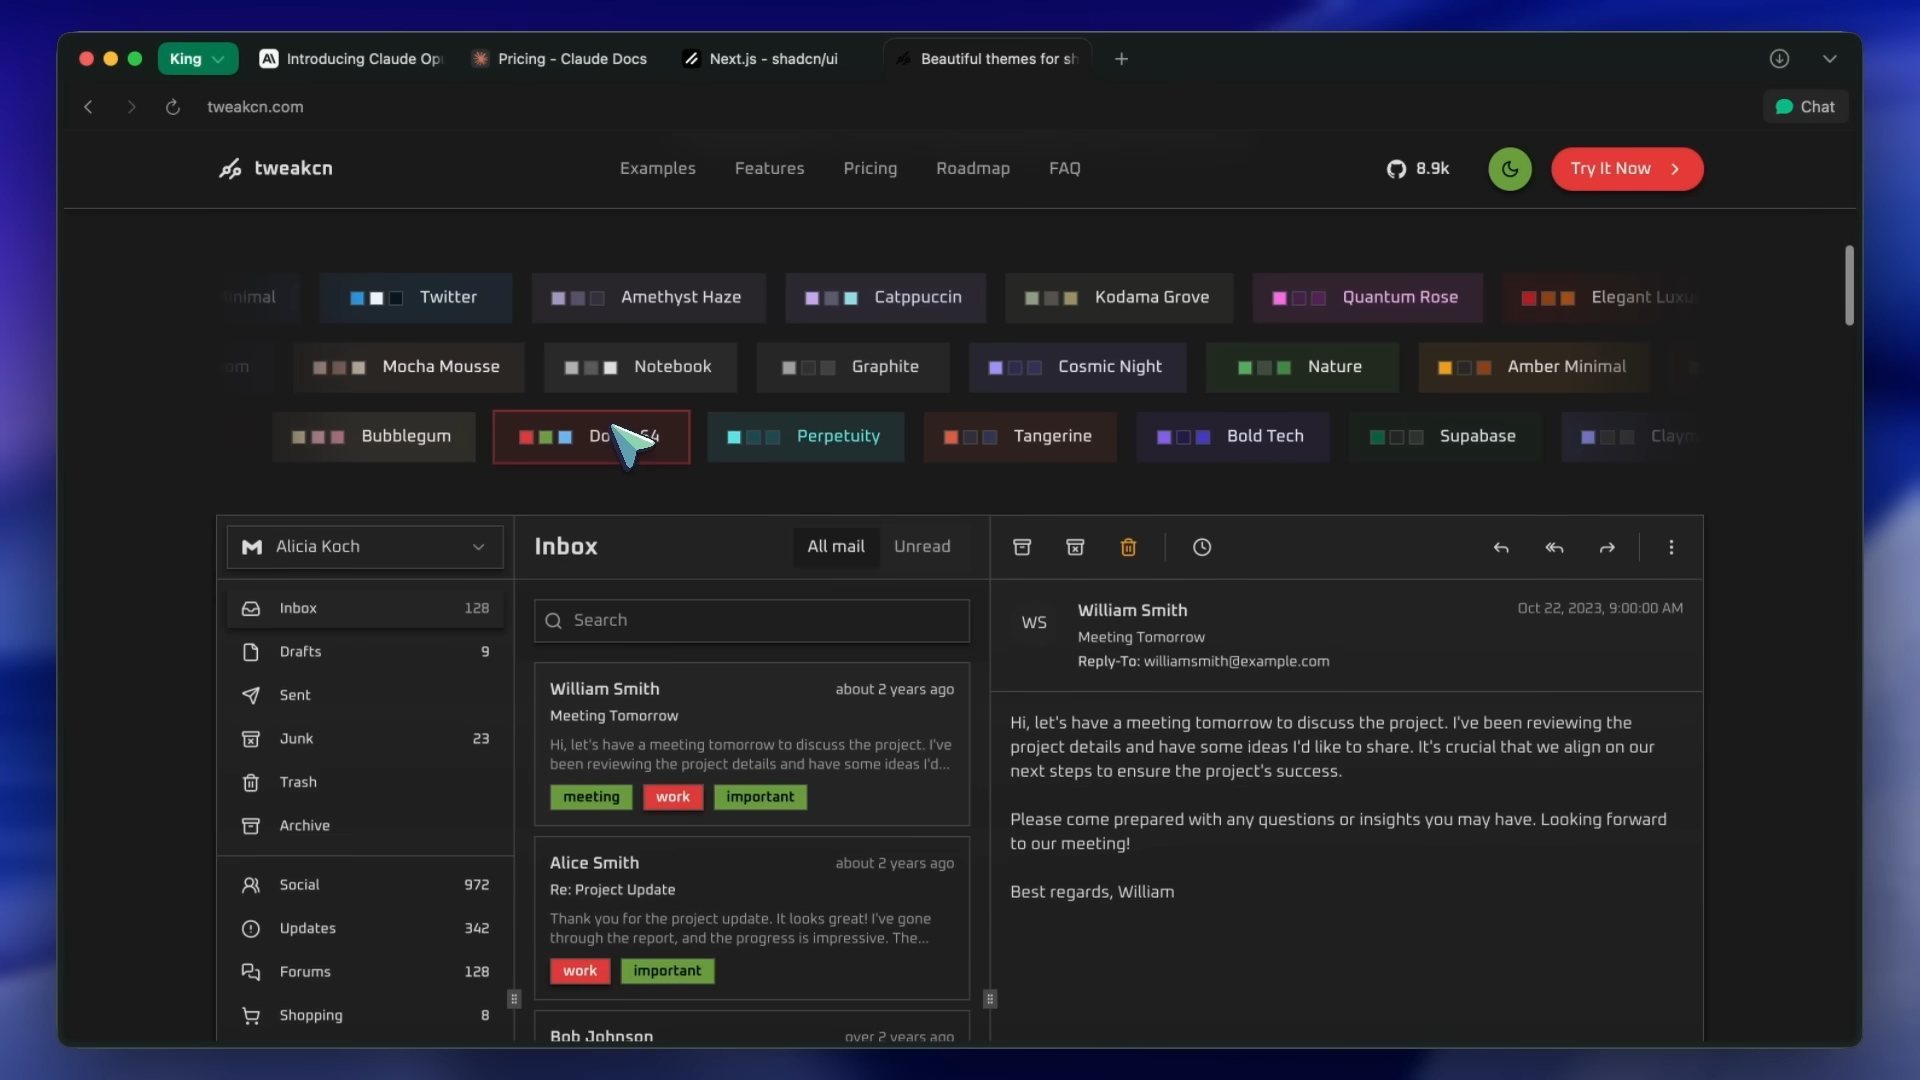 King
Introducing Claude Op
Pricing - Claude Docs
Next.js - shadcn/ui
Beautiful themes for sh
tweakcn.com
Chat
tweakcn
Examples
Features
Pricing
Roadmap
FAQ
8.9k
Try It Now
Twitter
Amethyst Haze
Catppuccin
Kodama Grove
Quantum Rose
Elegant Luxu
Mocha Mousse
Notebook
Graphite
Cosmic Night
Nature
Amber Minimal
Bubblegum
Perpetuity
Tangerine
Bold Tech
Supabase
Claym
Alicia Koch
Inbox
All mail
Unread
Inbox 128
Drafts 9
Sent
Junk 23
Trash
Archive
Social 972
Updates 342
Forums 128
Shopping 8
Search
William Smith about 2 years ago
Meeting Tomorrow
Hi, let's have a meeting tomorrow to discuss the project. I've
been reviewing the project details and have some ideas I'd...
meeting work important
Alice Smith about 2 years ago
Re: Project Update
Thank you for the project update. It looks great! I've gone
through the report, and the progress is impressive. The...
work important
Bob Johnson over 2 years ago
WS
William Smith
Oct 22, 2023, 9:00:00 AM
Meeting Tomorrow
Reply-To: williamsmith@example.com
Hi, let's have a meeting tomorrow to discuss the project. I've been reviewing the
project details and have some ideas I'd like to share. It's crucial that we align on our
next steps to ensure the project's success.
Please come prepared with any questions or insights you may have. Looking forward
to our meeting!
Best regards, William